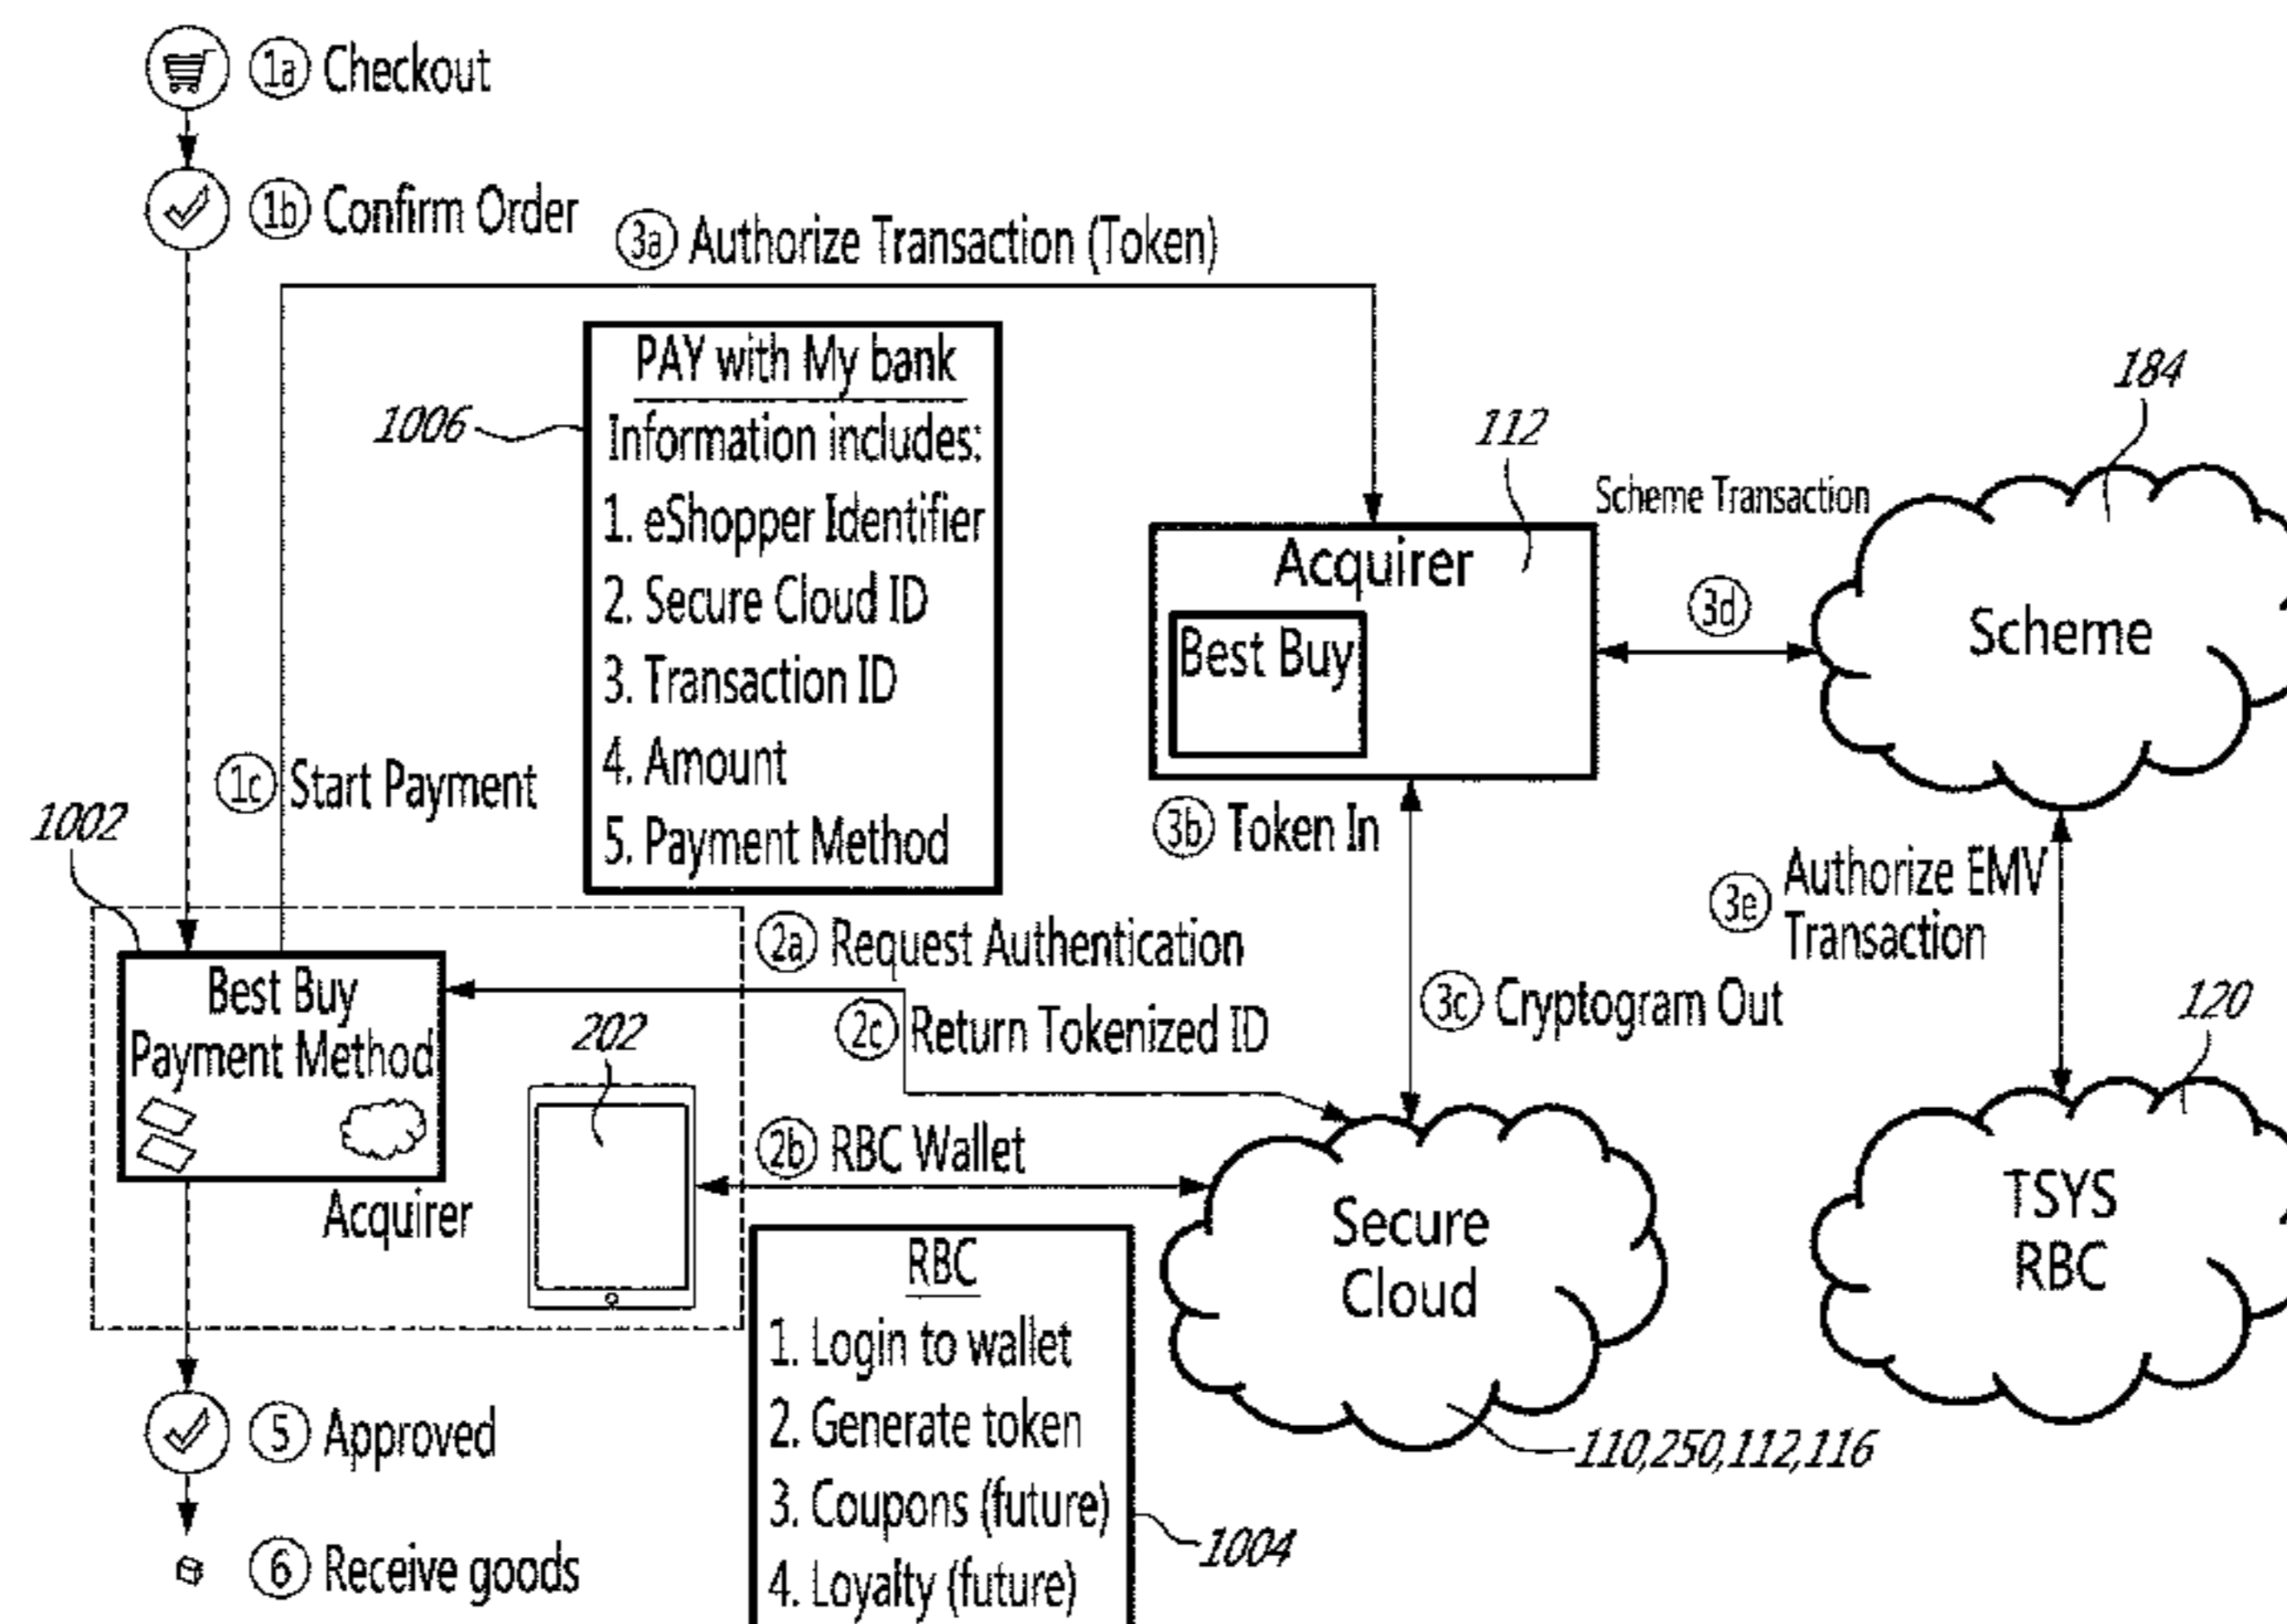 1a Checkout
1b Confirm Order
3a Authorize Transaction (Token)
PAY with My bank
1006
Information includes:
1. eShopper Identifier
2. Secure Cloud ID
3. Transaction ID
4. Amount
5. Payment Method
184
112
Scheme Transaction
Acquirer
Best Buy
3d
Scheme
1c Start Payment
1002
3b Token In
3e Authorize EMV
Transaction
2a Request Authentication
Best Buy
Payment Method
Acquirer
202
2c Return Tokenized ID
3c Cryptogram Out
120
2b RBC Wallet
Secure
Cloud
TSYS
RBC
RBC
1. Login to wallet
2. Generate token
3. Coupons (future)
4. Loyalty (future)
110,250,112,116
1004
5 Approved
6 Receive goods